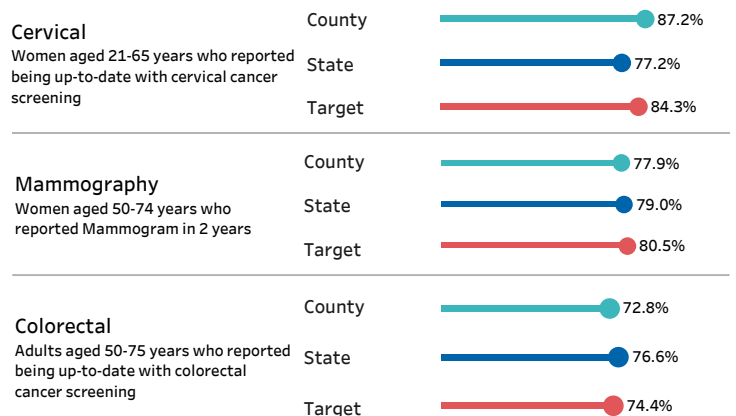 Cervical
Women aged 21-65 years who reported
being up-to-date with cervical cancer
screening
County 87.2%
State 77.2%
Target 84.3%
Mammography
Women aged 50-74 years who
reported Mammogram in 2 years
County 77.9%
State 79.0%
Target 80.5%
Colorectal
Adults aged 50-75 years who reported
being up-to-date with colorectal
cancer screening
County 72.8%
State 76.6%
Target 74.4%